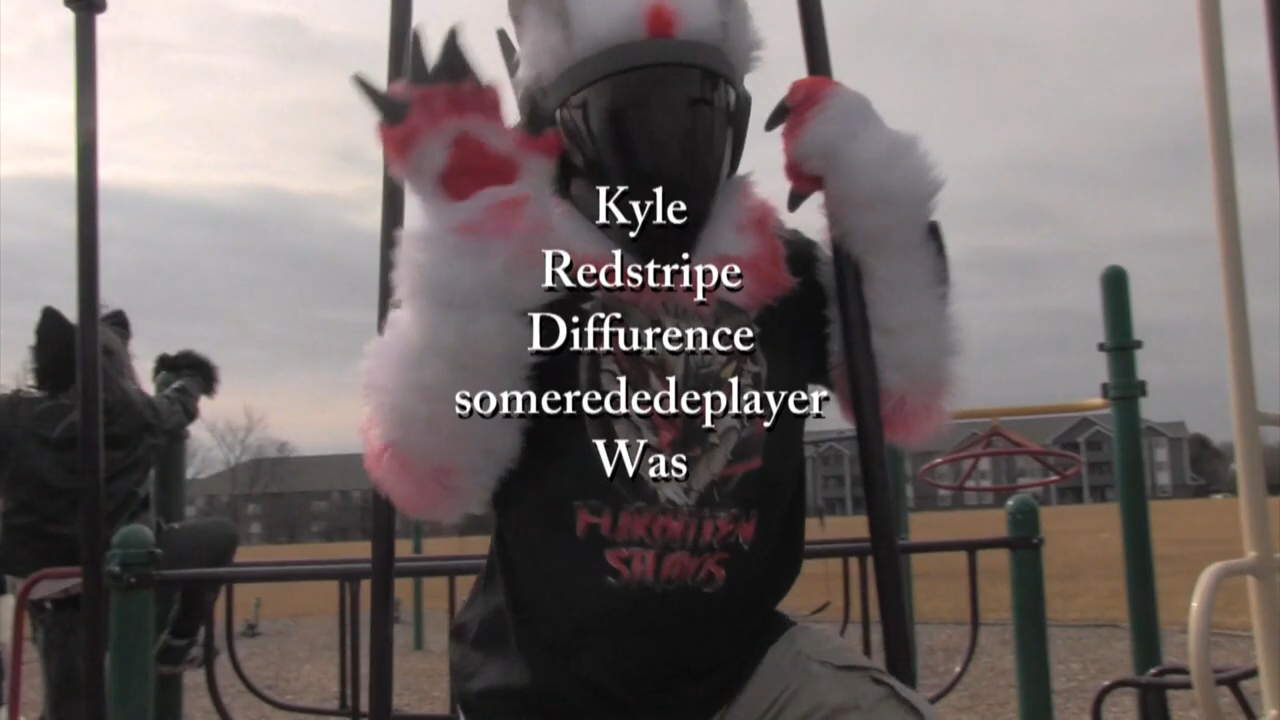 Kyle
Redstripe
Diffurence
somerededeplayer
Was